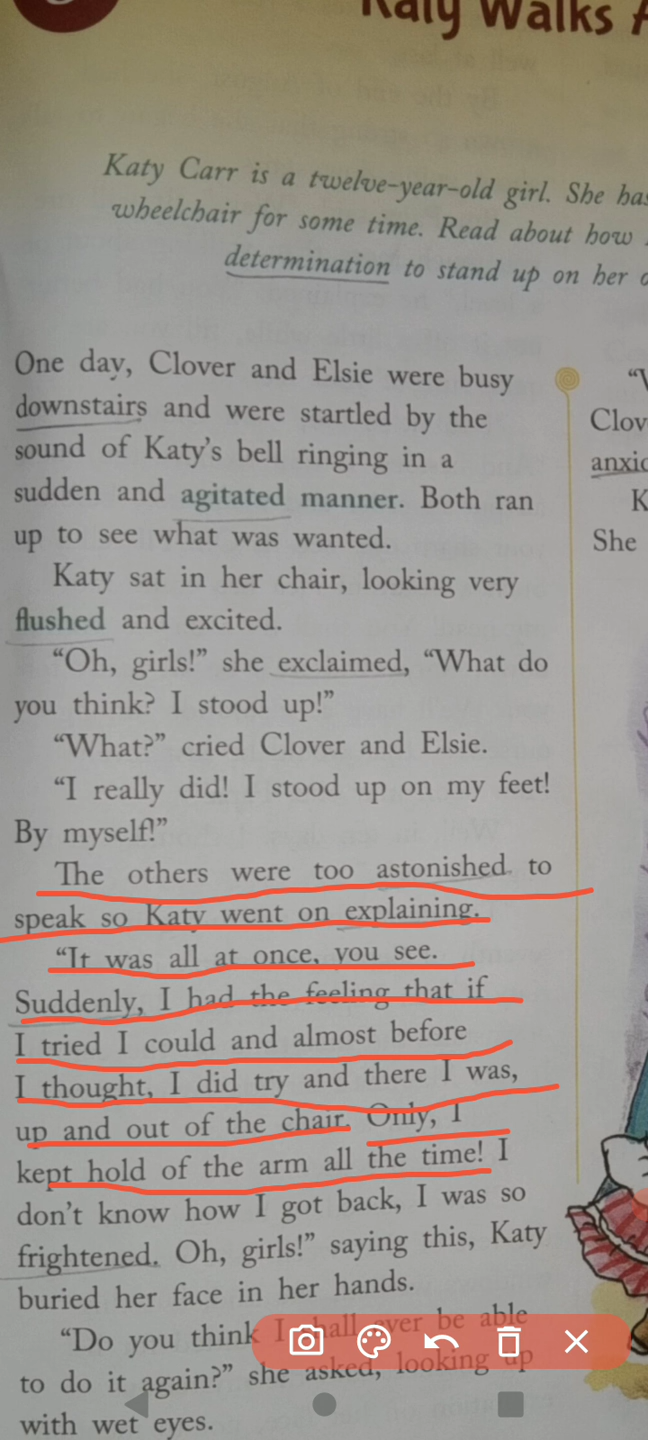 Katy Walks
Katy Carr is a twelve-year-old girl. She has
wheelchair for some time. Read about how
determination to stand up on her
One day, Clover and Elsie were busy
downstairs and were startled by the
sound of Katy's bell ringing in a
sudden and agitated manner. Both ran
up to see what was wanted.
Katy sat in her chair, looking very
flushed and excited.
"Oh, girls!" she exclaimed, "What do
you think? I stood up!"
"What?" cried Clover and Elsie.
"I really did! I stood up on my feet!
By myself!"
The others were too astonished to
speak so Katy went on explaining.
"It was all at once, you see.
Suddenly, I had the feeling that if
I tried I could and almost before
I thought, I did try and there I was,
up and out of the chair. Only, I
kept hold of the arm all the time! I
don't know how I got back, I was so
frightened. Oh, girls!" saying this, Katy
buried her face in her hands.
"Do you think I shall ever be able
to do it again?" she asked, looking up
with wet eyes.
Clov
anxio
K
She